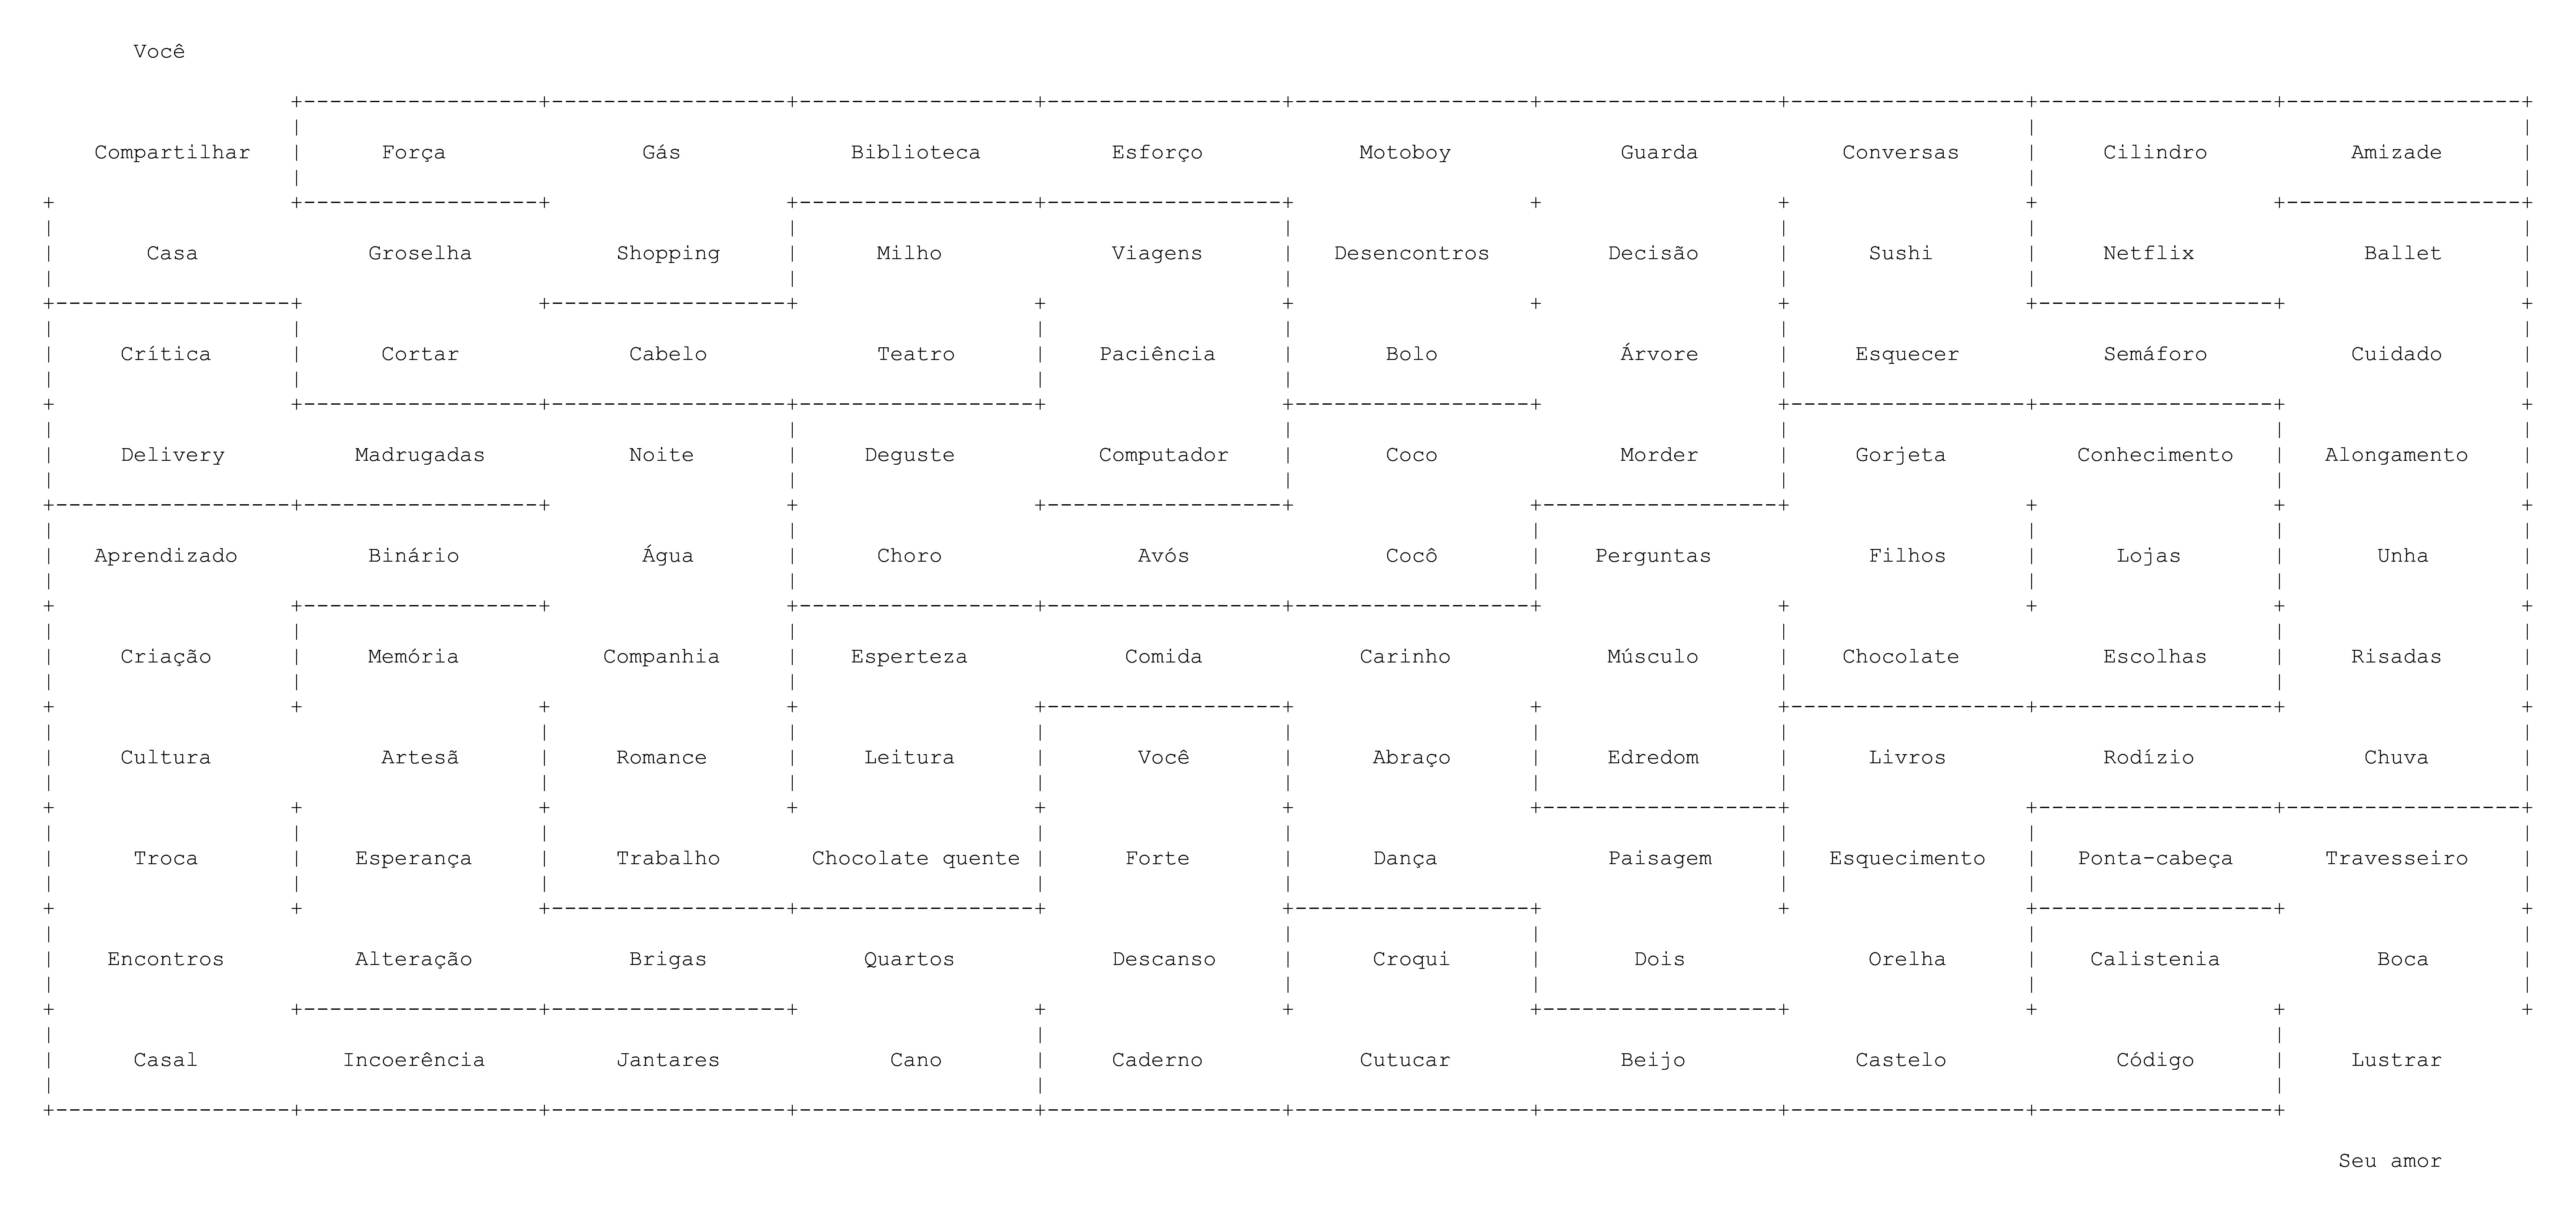 Você
Compartilhar Força Gás Biblioteca Esforço Motoboy Guarda Conversas Cilindro Amizade
Casa Groselha Shopping Milho Viagens Desencontros Decisão Sushi Netflix Ballet
Crítica Cortar Cabelo Teatro Paciência Bolo Árvore Esquecer Semáforo Cuidado
Delivery Madrugadas Noite Deguste Computador Coco Morder Gorjeta Conhecimento Alongamento
Aprendizado Binário Água Choro Avós Cocô Perguntas Filhos Lojas Unha
Criação Memória Companhia Esperteza Comida Carinho Músculo Chocolate Escolhas Risadas
Cultura Artesã Romance Leitura Você Abraço Edredom Livros Rodízio Chuva
Troca Esperança Trabalho Chocolate quente Forte Dança Paisagem Esquecimento Ponta-cabeça Travesseiro
Encontros Alteração Brigas Quartos Descanso Croqui Dois Orelha Calistenia Boca
Casal Incoerência Jantares Cano Caderno Cutucar Beijo Castelo Código Lustrar
Seu amor